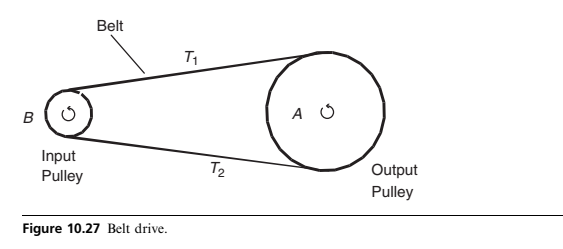 Belt
T1
B
A
Input
Pulley
T2
Output
Pulley
Figure 10.27 Belt drive.